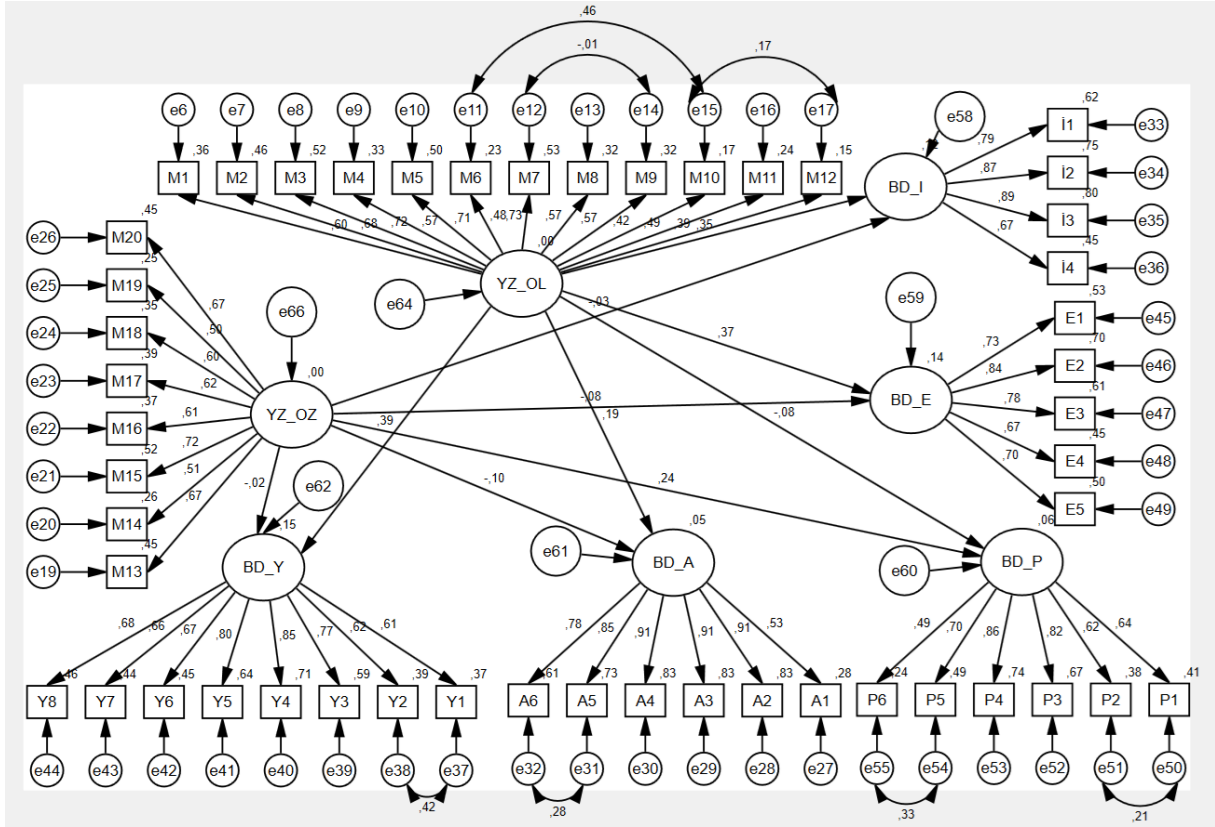 ,46
-,01
,17
e6 e7 e8 e9 e10 e11 e12 e13 e14 e15 e16 e17
,36 ,46 ,52 ,33 ,50 ,23 ,53 ,32 ,32 ,17 ,24 ,15
M1 M2 M3 M4 M5 M6 M7 M8 M9 M10 M11 M12
,60 ,68 ,72 ,57 ,71 ,48 ,73 ,57 ,57 ,42 ,49 ,39 ,35
,00
YZ_OL
e64
e58
BD_I
,79 ,87 ,89 ,67
,62
İ1 e33
,75
İ2 e34
,80
İ3 e35
,45
İ4 e36
,45
e26 M20
,25
e25 M19
,35
e24 M18
,39
e23 M17
,37
e22 M16
,52
e21 M15
,26
e20 M14
,45
e19 M13
,67
,50
,60
,62
,61
,72
,51
,67
e66
,00
YZ_OZ
-,03
,37
-,08
,19
-,08
,39
-,02
-,10
,24
e59
,14
BD_E
,73 ,84 ,78 ,67 ,70
,53
E1 e45
,70
E2 e46
,61
E3 e47
,45
E4 e48
,50
E5 e49
e62
,15
BD_Y
e61
,05
BD_A
e60
,06
BD_P
,68 ,66 ,67 ,80 ,85 ,77 ,62 ,61
,46 ,44 ,45 ,64 ,71 ,59 ,39 ,37
Y8 Y7 Y6 Y5 Y4 Y3 Y2 Y1
e44 e43 e42 e41 e40 e39 e38 e37
,42
,78 ,85 ,91 ,91 ,91 ,53
,61 ,73 ,83 ,83 ,83 ,28
A6 A5 A4 A3 A2 A1
e32 e31 e30 e29 e28 e27
,28
,49 ,70 ,86 ,82 ,62 ,64
,24 ,49 ,74 ,67 ,38 ,41
P6 P5 P4 P3 P2 P1
e55 e54 e53 e52 e51 e50
,33
,21